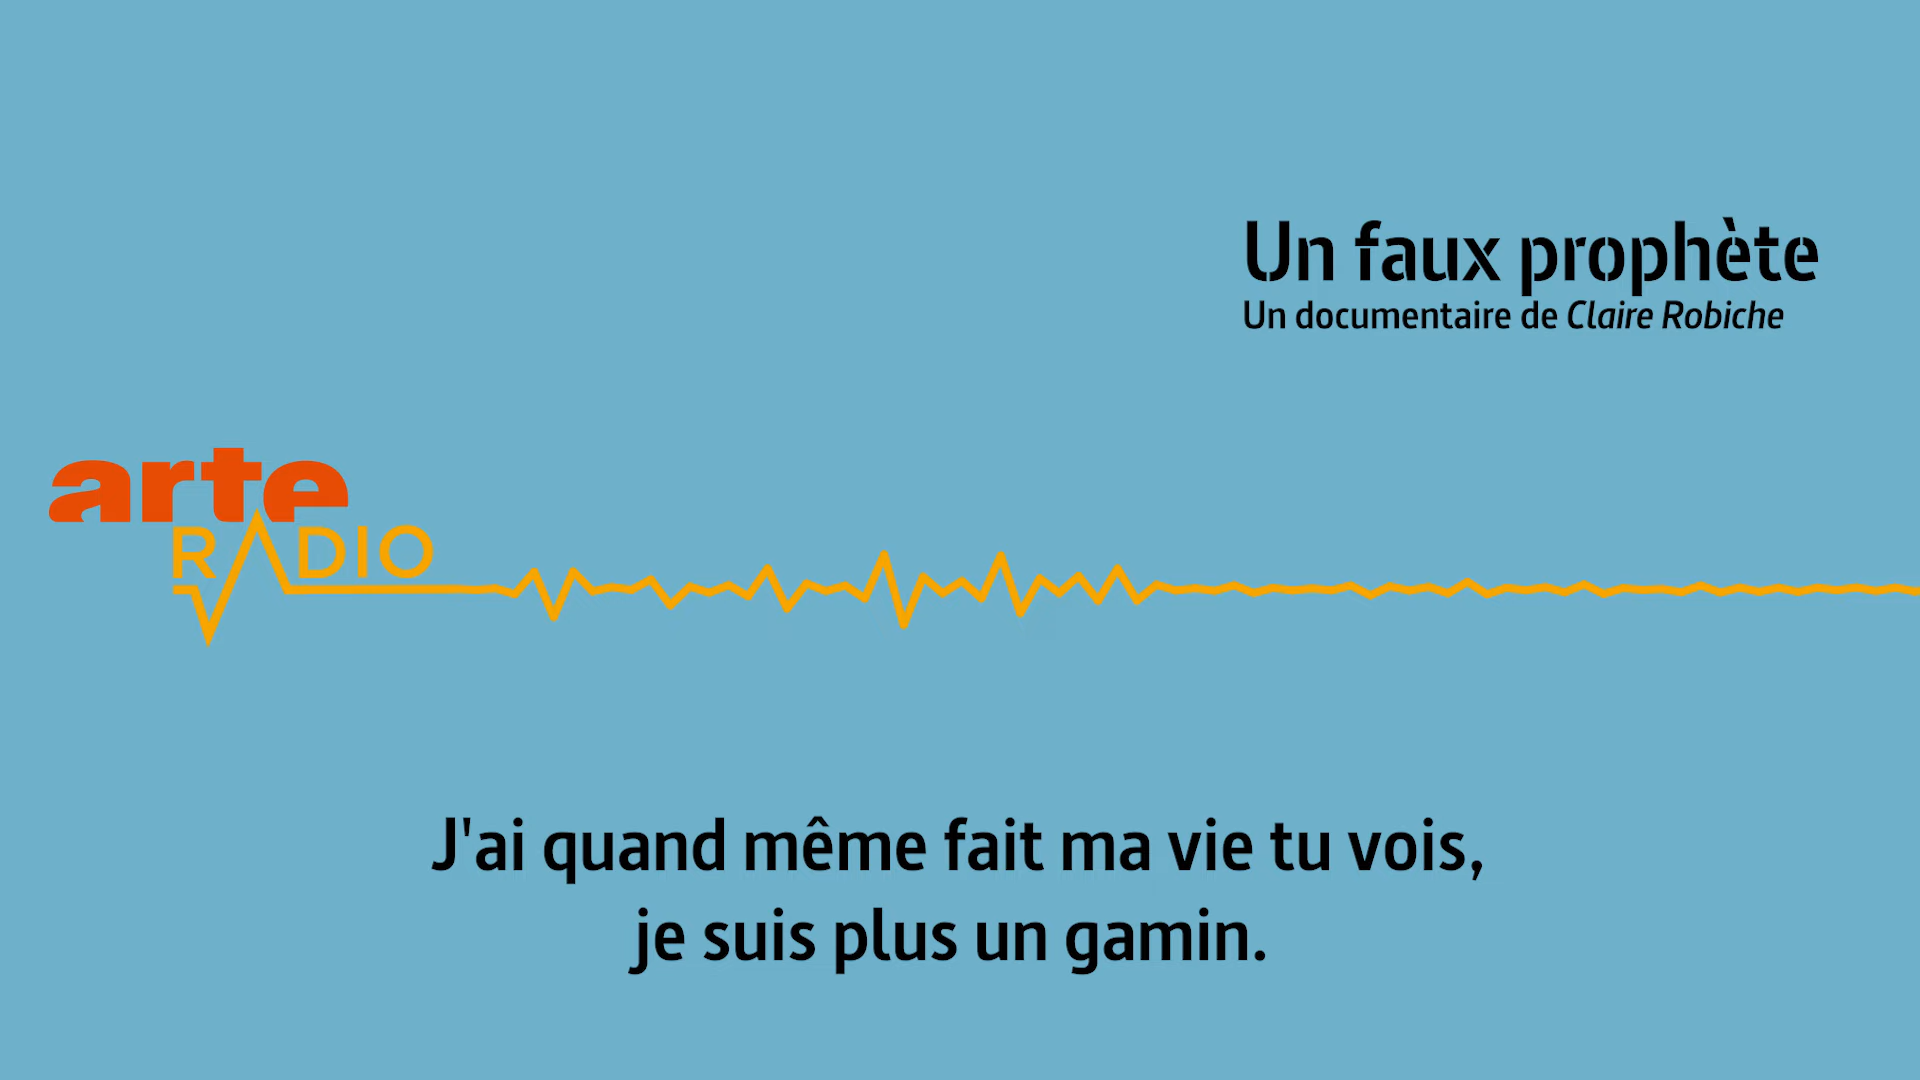 Un faux prophète
Un documentaire de Claire Robiche
arte
RADIO
J'ai quand même fait ma vie tu vois,
je suis plus un gamin.